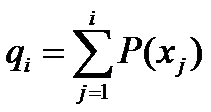 $q_i = \sum_{j=1}^{i} P(x_j)$